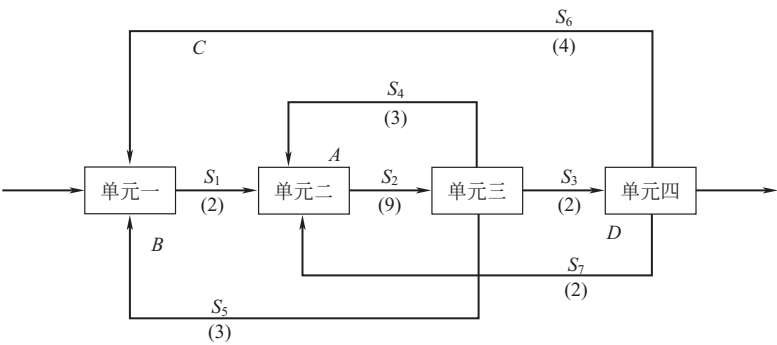 S₆
C
(4)
S₄
(3)
A
单元一
S₁
(2)
单元二
S₂
(9)
单元三
S₃
(2)
单元四
B
D
S₇
(2)
S₅
(3)